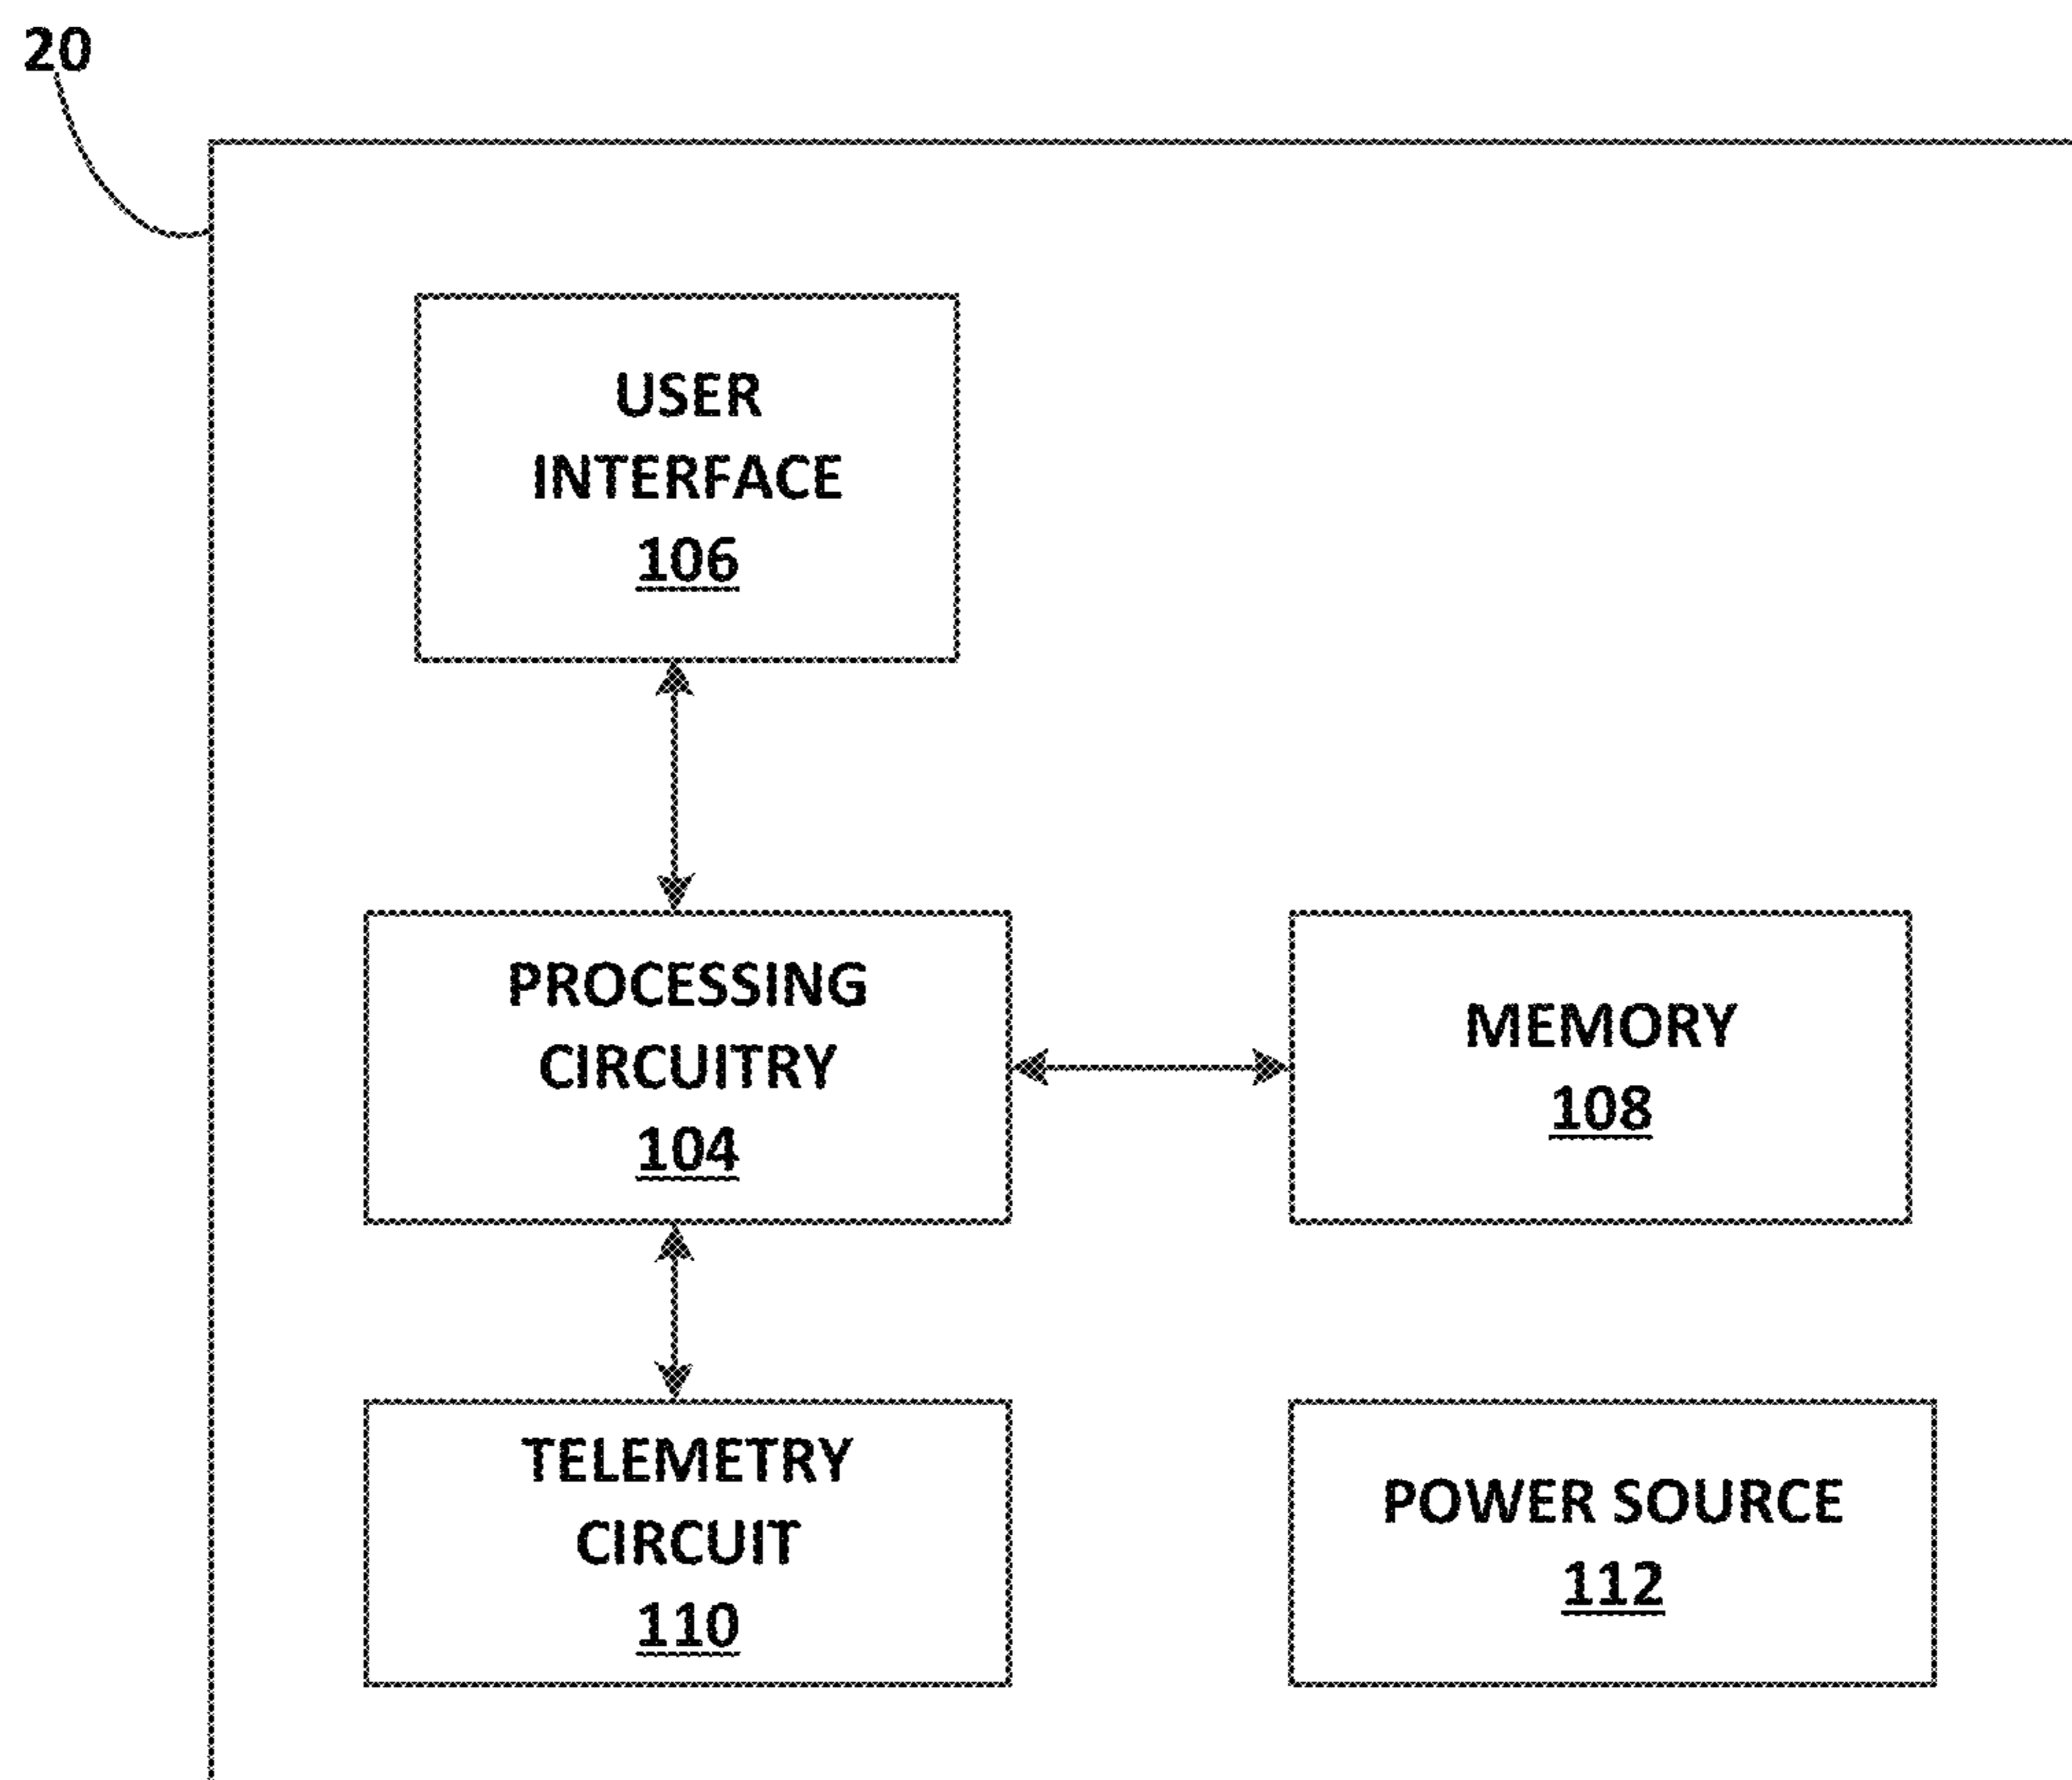 20
USER
INTERFACE
106
PROCESSING
CIRCUITRY
104
MEMORY
108
TELEMETRY
CIRCUIT
110
POWER SOURCE
112